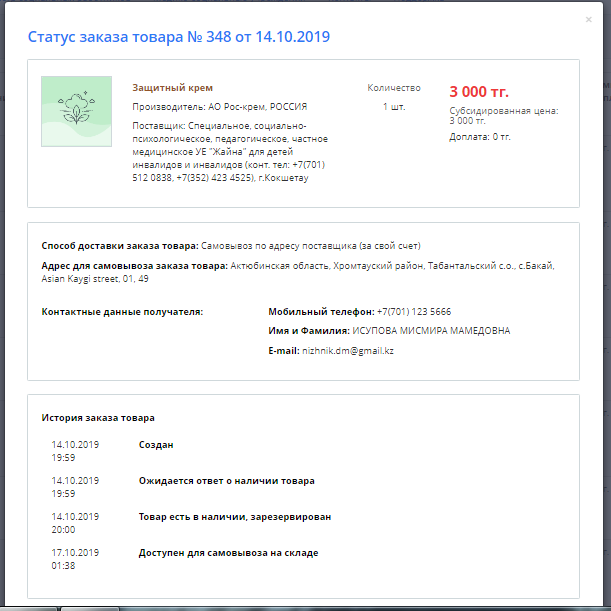 Статус заказа товара № 348 от 14.10.2019
Защитный крем
Количество
3 000 тг.
Производитель: АО Рос-крем, РОССИЯ
1 шт.
Субсидированная цена:
3 000 тг.
Поставщик: Специальное, социально-
психологическое, педагогическое, частное
медицинское УЕ "Жайна" для детей
инвалидов и инвалидов (конт. тел: +7(701)
512 0838, +7(352) 423 4525), г.Кокшетау
Доплата: 0 тг.
Способ доставки заказа товара: Самовывоз по адресу поставщика (за свой счет)
Адрес для самовывоза заказа товара: Актюбинская область, Хромтауский район, Табантальский с.о., с.Бакай,
Asian Kaygi street, 01, 49
Контактные данные получателя:
Мобильный телефон: +7(701) 123 5666
Имя и Фамилия: ИСУПОВА МИСМИРА МАМЕДОВНА
E-mail: nizhnik.dm@gmail.kz
История заказа товара
14.10.2019
19:59
Создан
14.10.2019
19:59
Ожидается ответ о наличии товара
14.10.2019
20:00
Товар есть в наличии, зарезервирован
17.10.2019
01:38
Доступен для самовывоза на складе